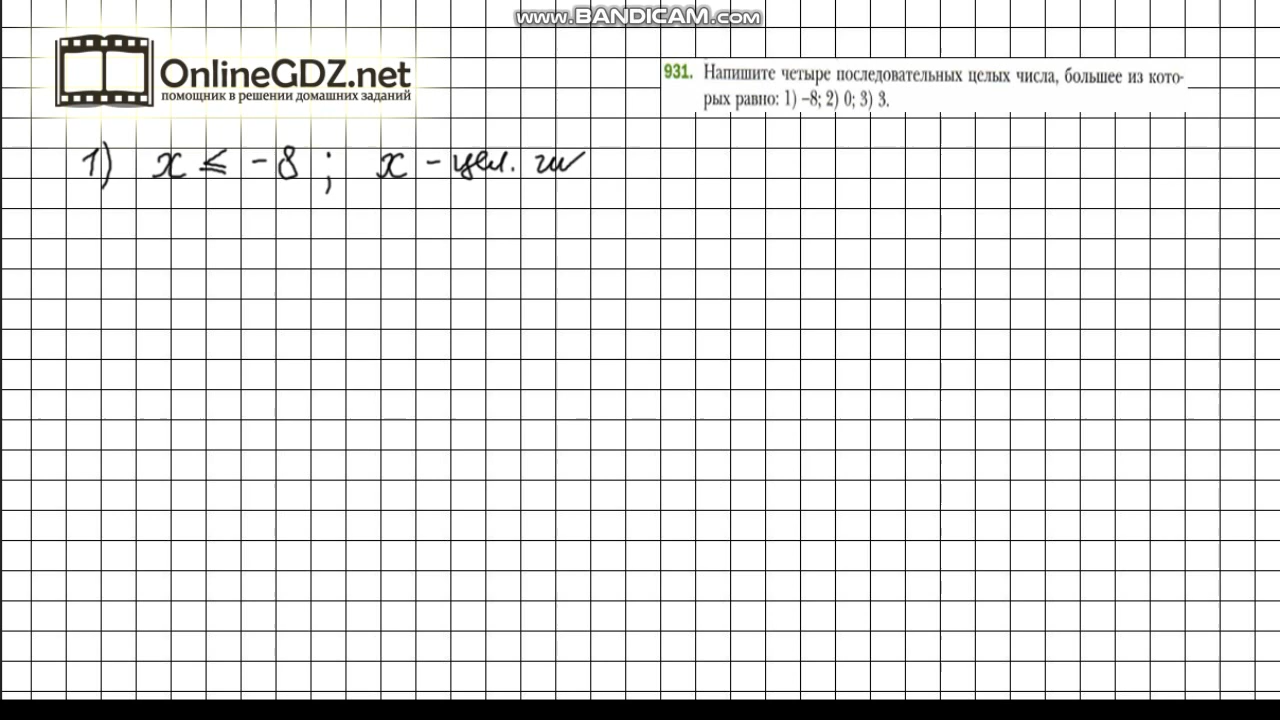 www.BANDICAM.com
OnlineGDZ.net
помощник в решении домашних заданий
931. Напишите четыре последовательных целых числа, большее из кото-
рых равно: 1) –8; 2) 0; 3) 3.
1) x ≤ -8 ; x - цел.